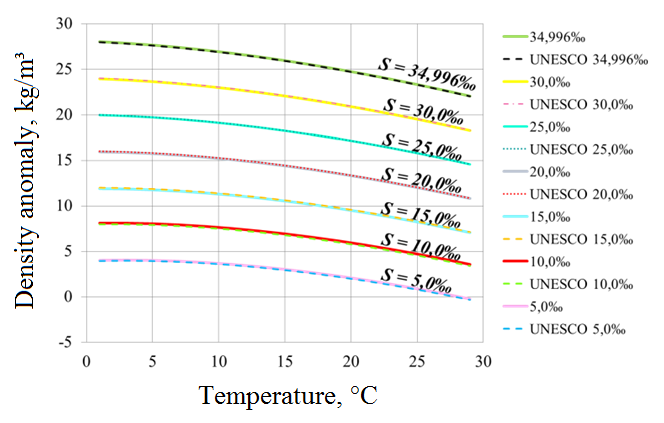 30
25
20
15
10
5
0
-5
0
5
10
15
20
25
30
Density anomaly, kg/m³
Temperature, °C
S = 34,996‰
S = 30,0‰
S = 25,0‰
S = 20,0‰
S = 15,0‰
S = 10,0‰
S = 5,0‰
34,996‰
UNESCO 34,996‰
30,0‰
UNESCO 30,0‰
25,0‰
UNESCO 25,0‰
20,0‰
UNESCO 20,0‰
15,0‰
UNESCO 15,0‰
10,0‰
UNESCO 10,0‰
5,0‰
UNESCO 5,0‰